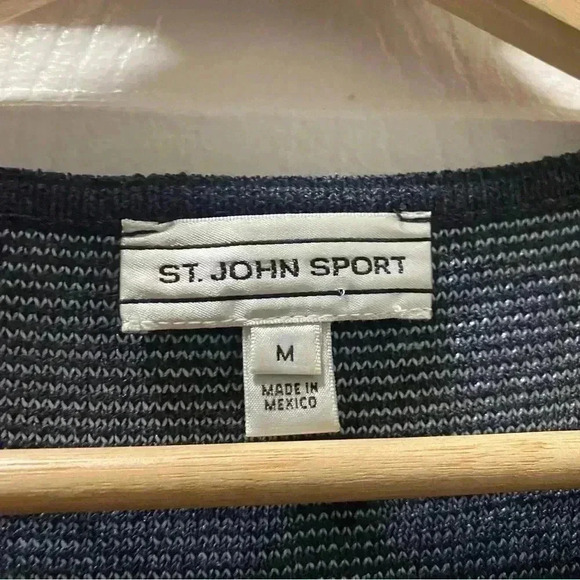 ST. JOHN SPORT
M
MADE IN
MEXICO